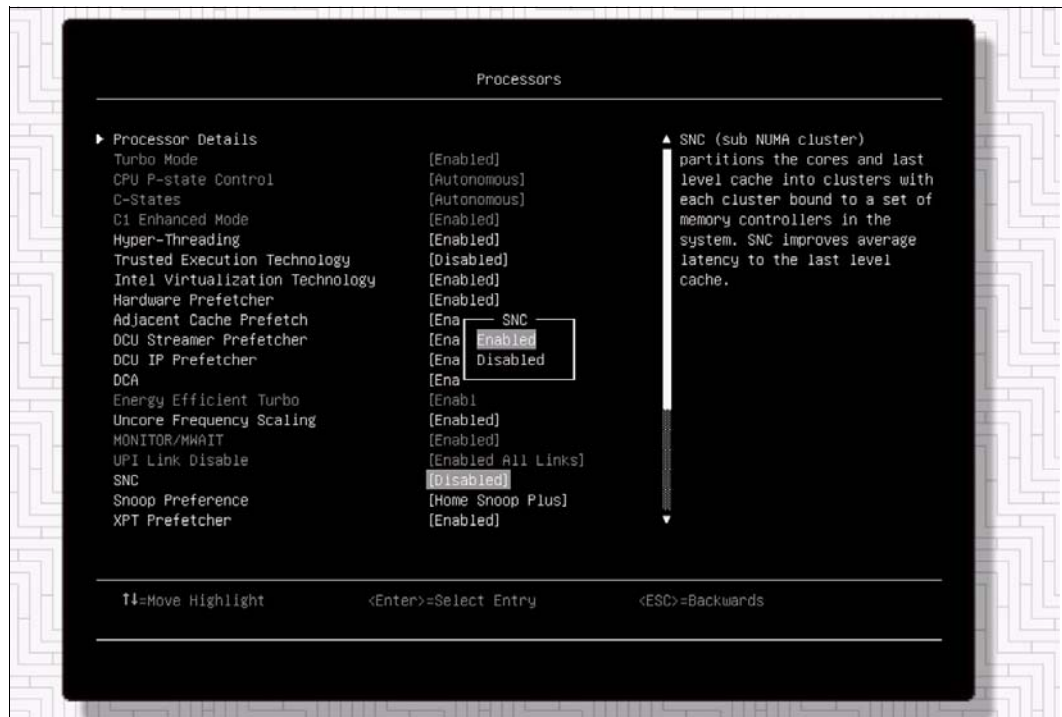 Processors
Processor Details
Turbo Mode [Enabled]
CPU P-state Control [Autonomous]
C-States [Autonomous]
C1 Enhanced Mode [Enabled]
Hyper-Threading [Enabled]
Trusted Execution Technology [Disabled]
Intel Virtualization Technology [Enabled]
Hardware Prefetcher [Enabled]
Adjacent Cache Prefetch [Ena
DCU Streamer Prefetcher [Ena
DCU IP Prefetcher [Ena
DCA [Ena
Energy Efficient Turbo [Enabl
Uncore Frequency Scaling [Enabled]
MONITOR/MWAIT [Enabled]
UPI Link Disable [Enabled All Links]
SNC [Disabled]
Snoop Preference [Home Snoop Plus]
XPT Prefetcher [Enabled]
SNC
Enabled
Disabled
SNC (sub NUMA cluster)
partitions the cores and last
level cache into clusters with
each cluster bound to a set of
memory controllers in the
system. SNC improves average
latency to the last level
cache.
↑↓=Move Highlight <Enter>=Select Entry <ESC>=Backwards